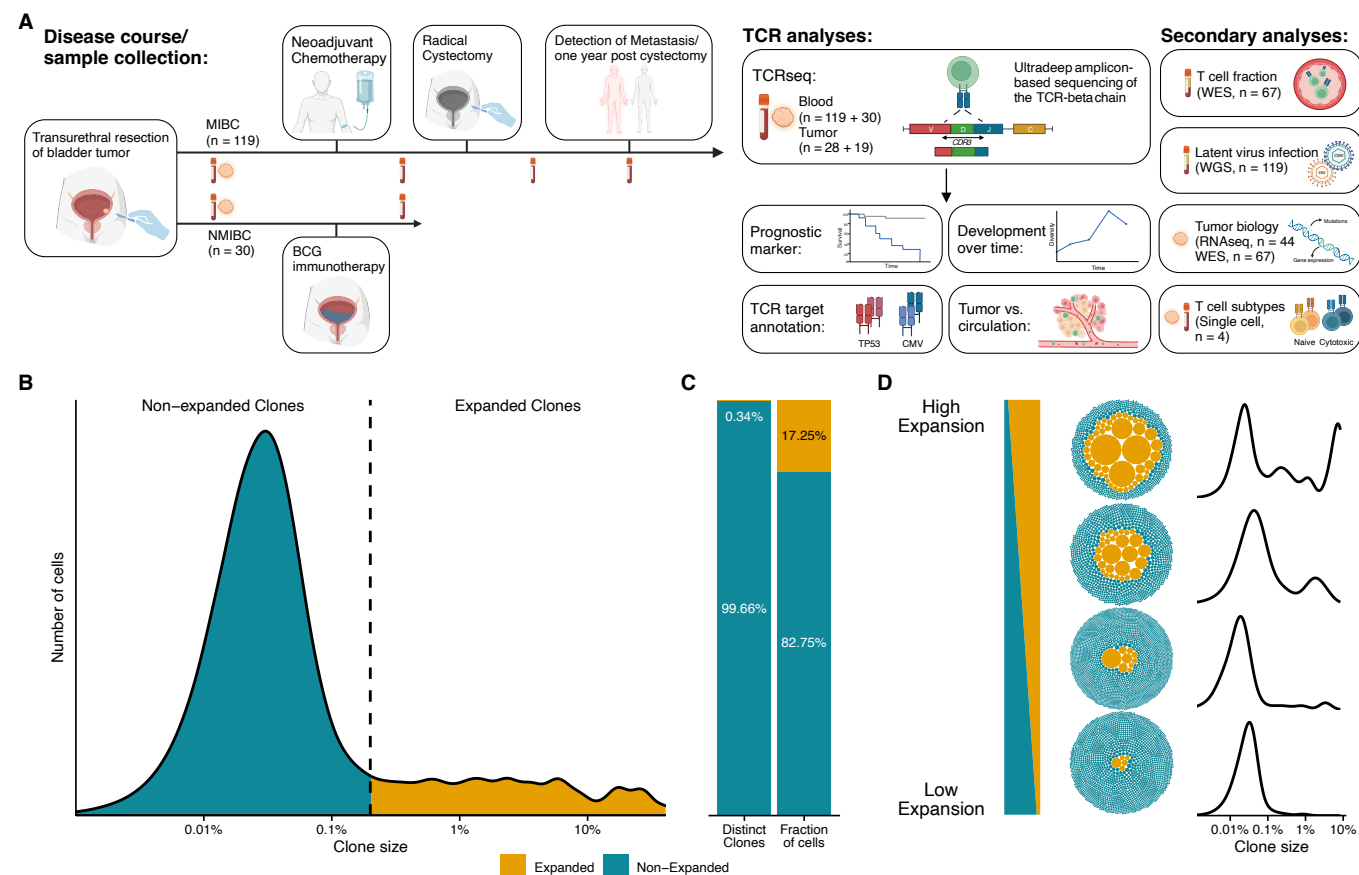 A
Disease course/
sample collection:
Transurethral resection
of bladder tumor
MIBC
(n = 119)
NMIBC
(n = 30)
Neoadjuvant
Chemotherapy
Radical
Cystectomy
Detection of Metastasis/
one year post cystectomy
BCG
immunotherapy
TCR analyses:
TCRseq:
Blood
(n = 119 + 30)
Tumor
(n = 28 + 19)
Ultradeep amplicon-
based sequencing of
the TCR-beta chain
V
D
J
C
CDR3
Prognostic
marker:
Survival
Time
Development
over time:
Diversity
Time
TCR target
annotation:
TP53
CMV
Tumor vs.
circulation:
Secondary analyses:
T cell fraction
(WES, n = 67)
Latent virus infection
(WGS, n = 119)
Tumor biology
(RNAseq, n = 44
WES, n = 67)
Mutations
Gene expression
T cell subtypes
(Single cell,
n = 4)
Naive
Cytotoxic
B
Non-expanded Clones
Expanded Clones
Number of cells
0.01%
0.1%
1%
10%
Clone size
C
0.34%
17.25%
99.66%
82.75%
Distinct
Clones
Fraction
of cells
Expanded
Non-Expanded
D
High
Expansion
Low
Expansion
0.01%
0.1%
1%
10%
Clone size